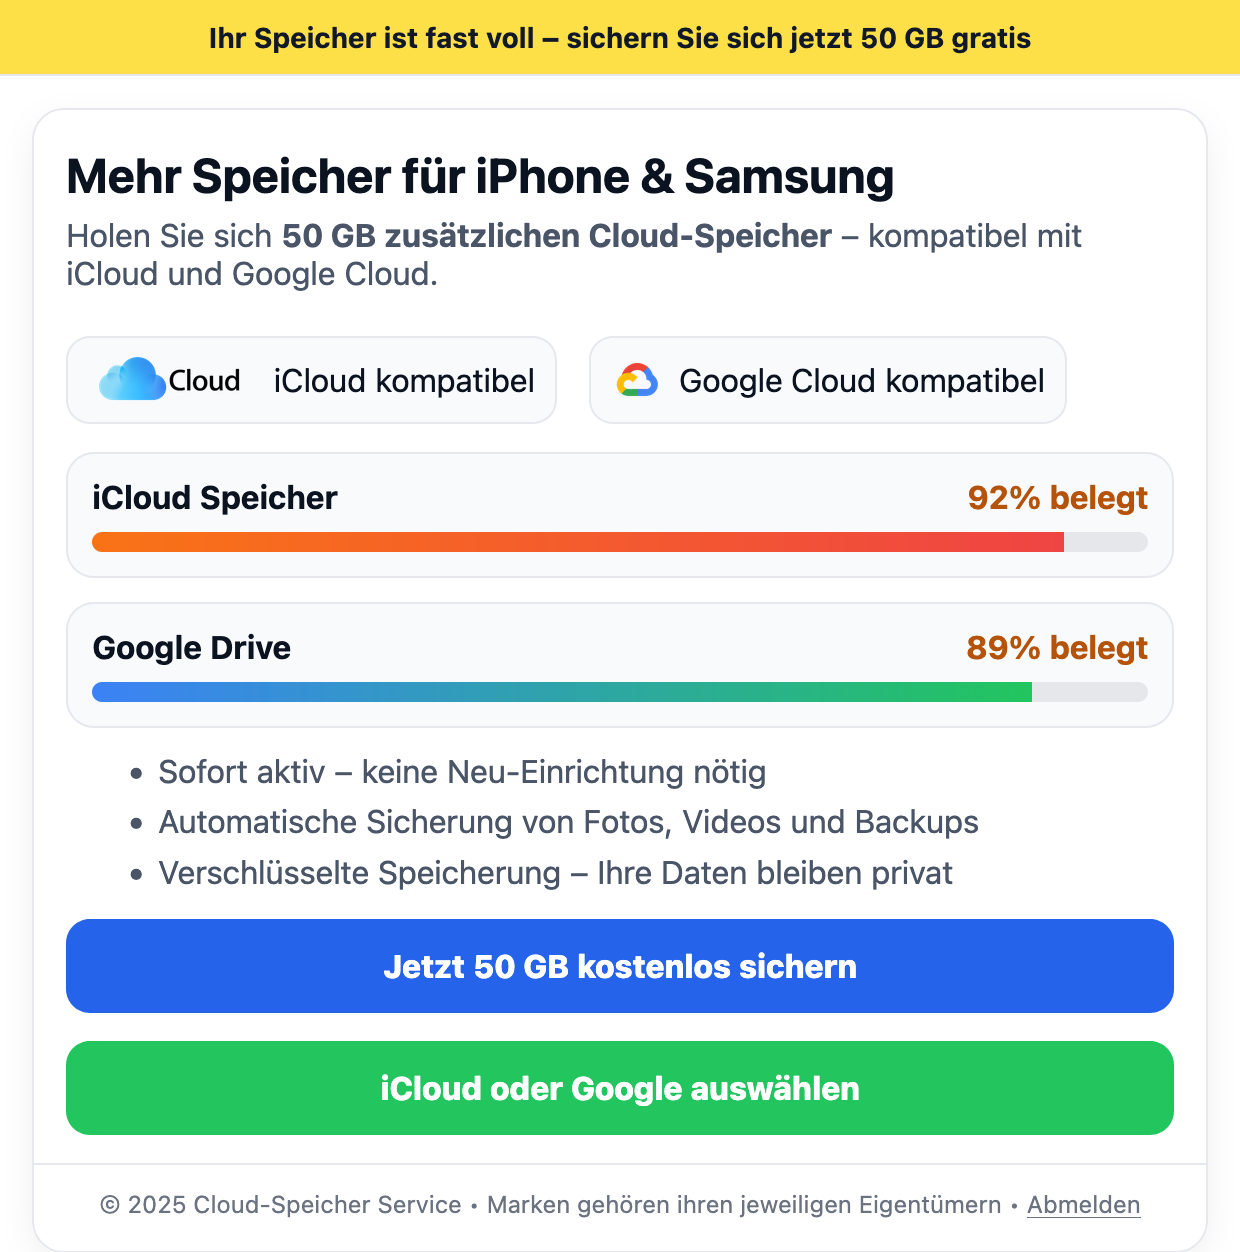 Ihr Speicher ist fast voll – sichern Sie sich jetzt 50 GB gratis
Mehr Speicher für iPhone & Samsung
Holen Sie sich 50 GB zusätzlichen Cloud-Speicher – kompatibel mit
iCloud und Google Cloud.
Cloud iCloud kompatibel
Google Cloud kompatibel
iCloud Speicher 92% belegt
Google Drive 89% belegt
• Sofort aktiv – keine Neu-Einrichtung nötig
• Automatische Sicherung von Fotos, Videos und Backups
• Verschlüsselte Speicherung – Ihre Daten bleiben privat
Jetzt 50 GB kostenlos sichern
iCloud oder Google auswählen
© 2025 Cloud-Speicher Service • Marken gehören ihren jeweiligen Eigentümern • Abmelden